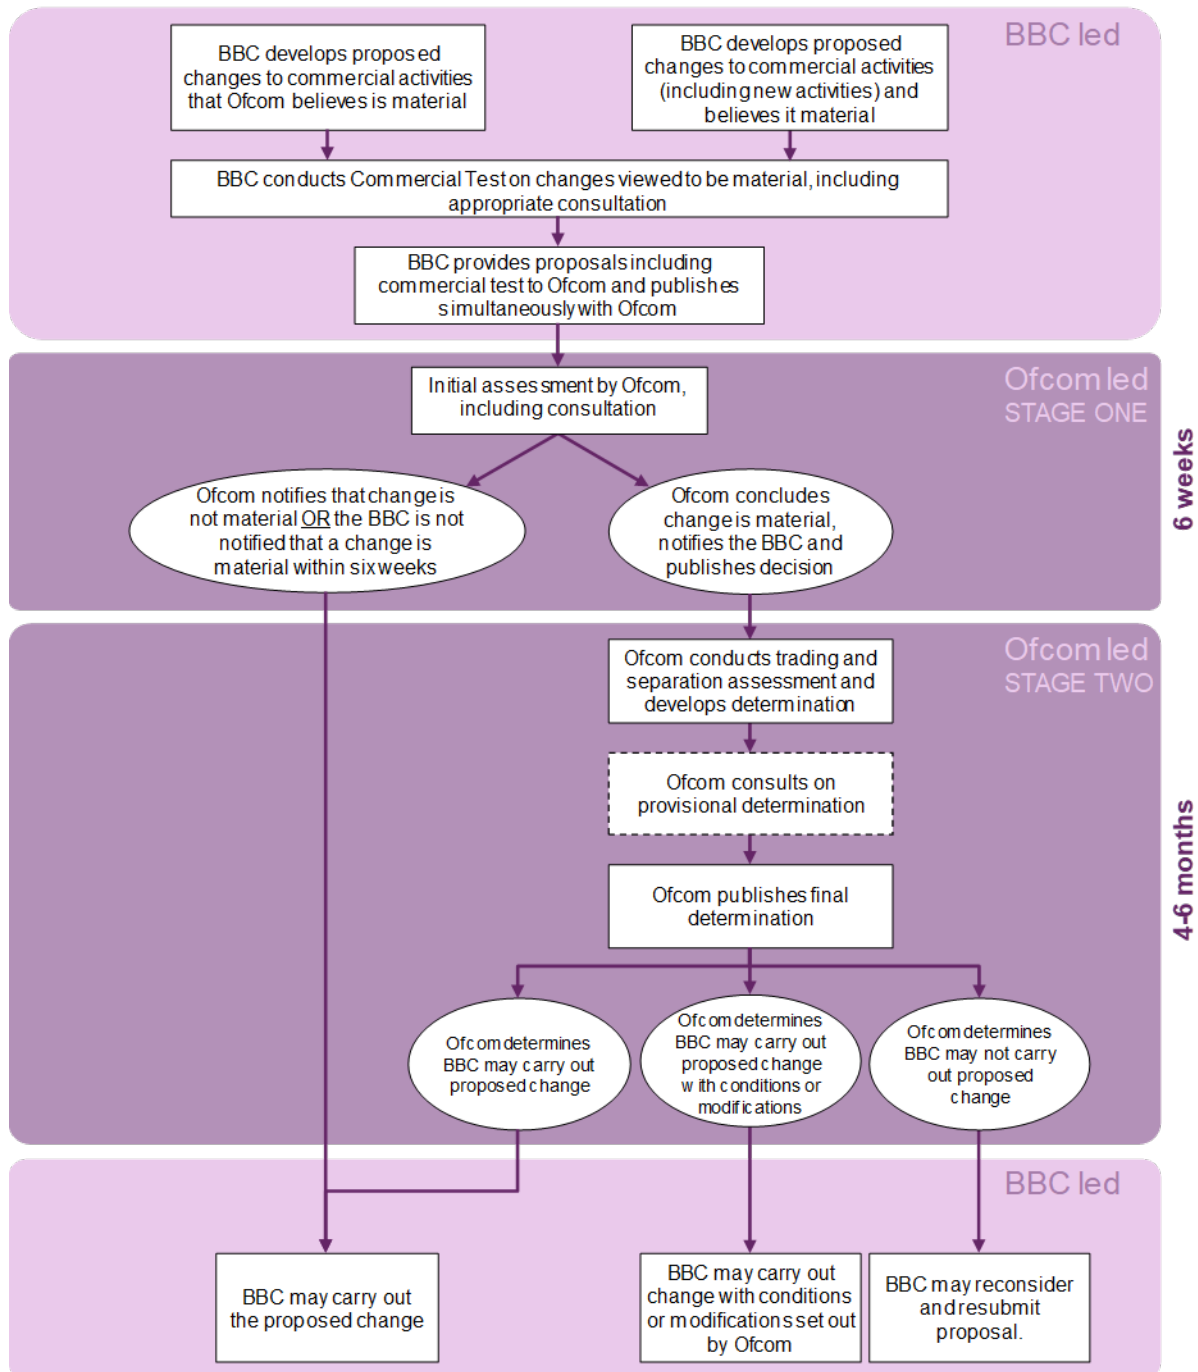 BBC led
BBC develops proposed
changes to commercial activities
that Ofcom believes is material
BBC develops proposed
changes to commercial activities
(including new activities) and
believes it material
BBC conducts Commercial Test on changes viewed to be material, including
appropriate consultation
BBC provides proposals including
commercial test to Ofcom and publishes
simultaneously with Ofcom
Ofcom led
STAGE ONE
6 weeks
Initial assessment by Ofcom,
including consultation
Ofcom notifies that change is
not material OR the BBC is not
notified that a change is
material within six weeks
Ofcom concludes
change is material,
notifies the BBC and
publishes decision
Ofcom led
STAGE TWO
4-6 months
Ofcom conducts trading and
separation assessment and
develops determination
Ofcom consults on
provisional determination
Ofcom publishes final
determination
Ofcom determines
BBC may carry out
proposed change
Ofcom determines
BBC may carry out
proposed change
with conditions or
modifications
Ofcom determines
BBC may not carry
out proposed
change
BBC led
BBC may carry out
the proposed change
BBC may carry out
change with conditions
or modifications set out
by Ofcom
BBC may reconsider
and resubmit
proposal.